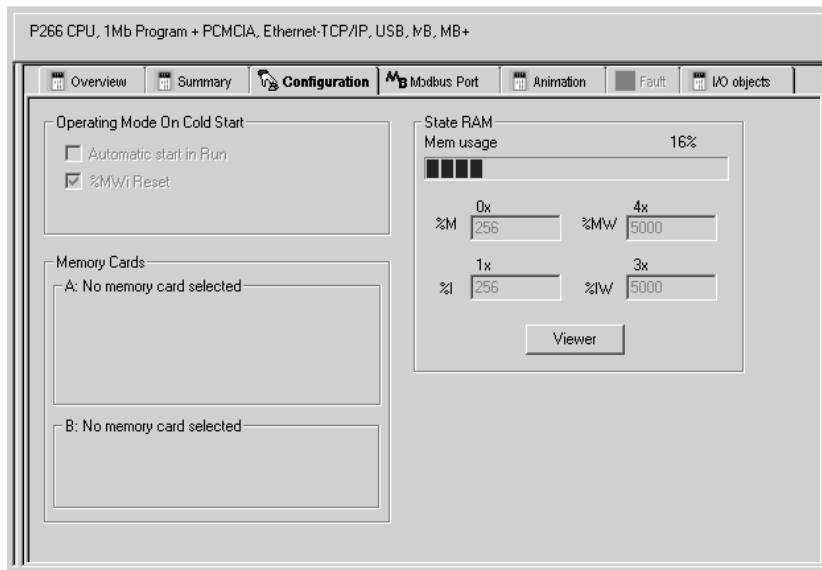 P266 CPU, 1Mb Program + PCMCIA, Ethernet-TCP/IP, USB, MB, MB+
Overview Summary Configuration MB Modbus Port Animation Fault I/O objects
Operating Mode On Cold Start
Automatic start in Run
%MWi Reset
Memory Cards
A: No memory card selected
B: No memory card selected
State RAM
Mem usage 16%
0x 4x
%M 256 %MW 5000
1x 3x
%I 256 %IW 5000
Viewer